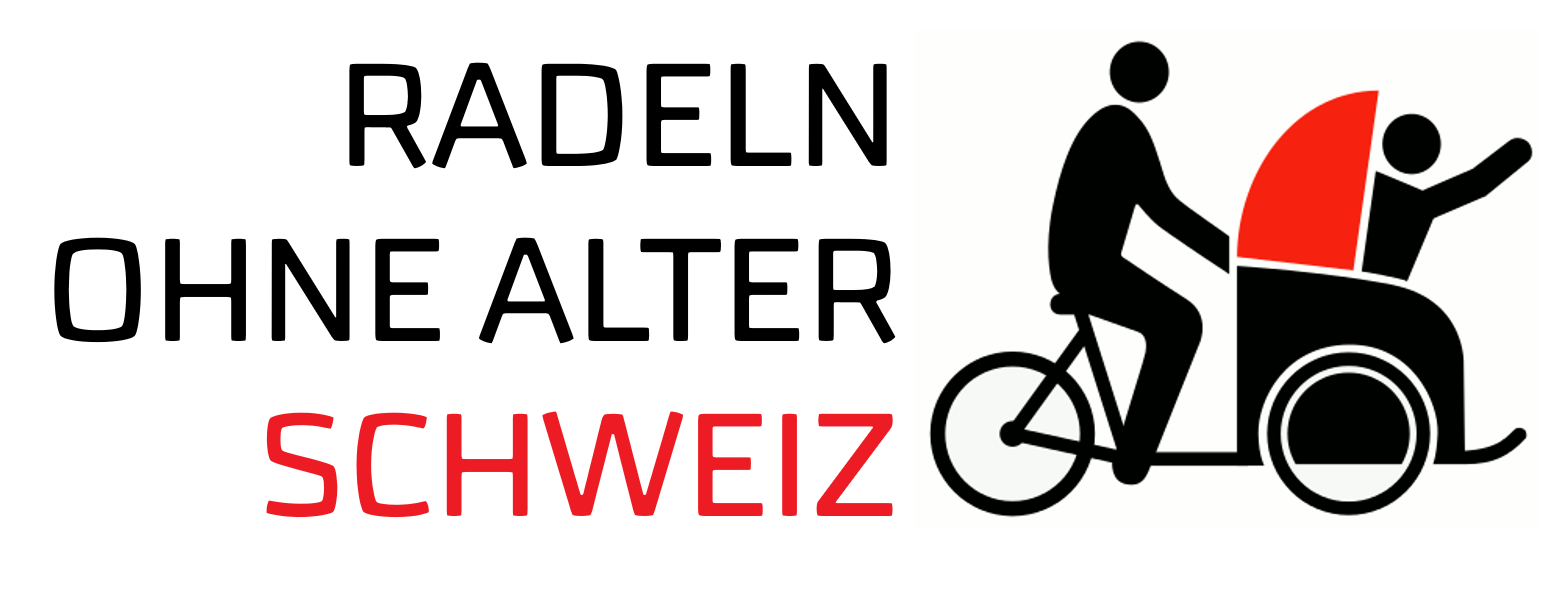 RADELN
OHNE ALTER
SCHWEIZ